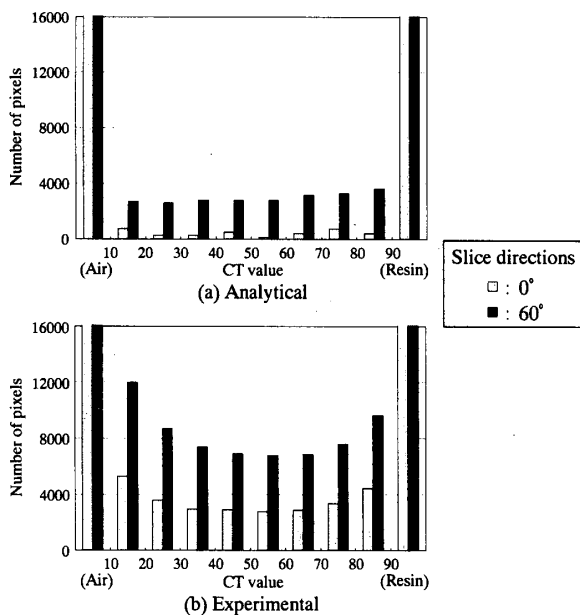 16000
12000
8000
4000
0
Number of pixels
10 20 30 40 50 60 70 80 90
(Air) CT value (Resin)
(a) Analytical
Slice directions
: 0°
: 60°
16000
12000
8000
4000
0
Number of pixels
10 20 30 40 50 60 70 80 90
(Air) CT value (Resin)
(b) Experimental